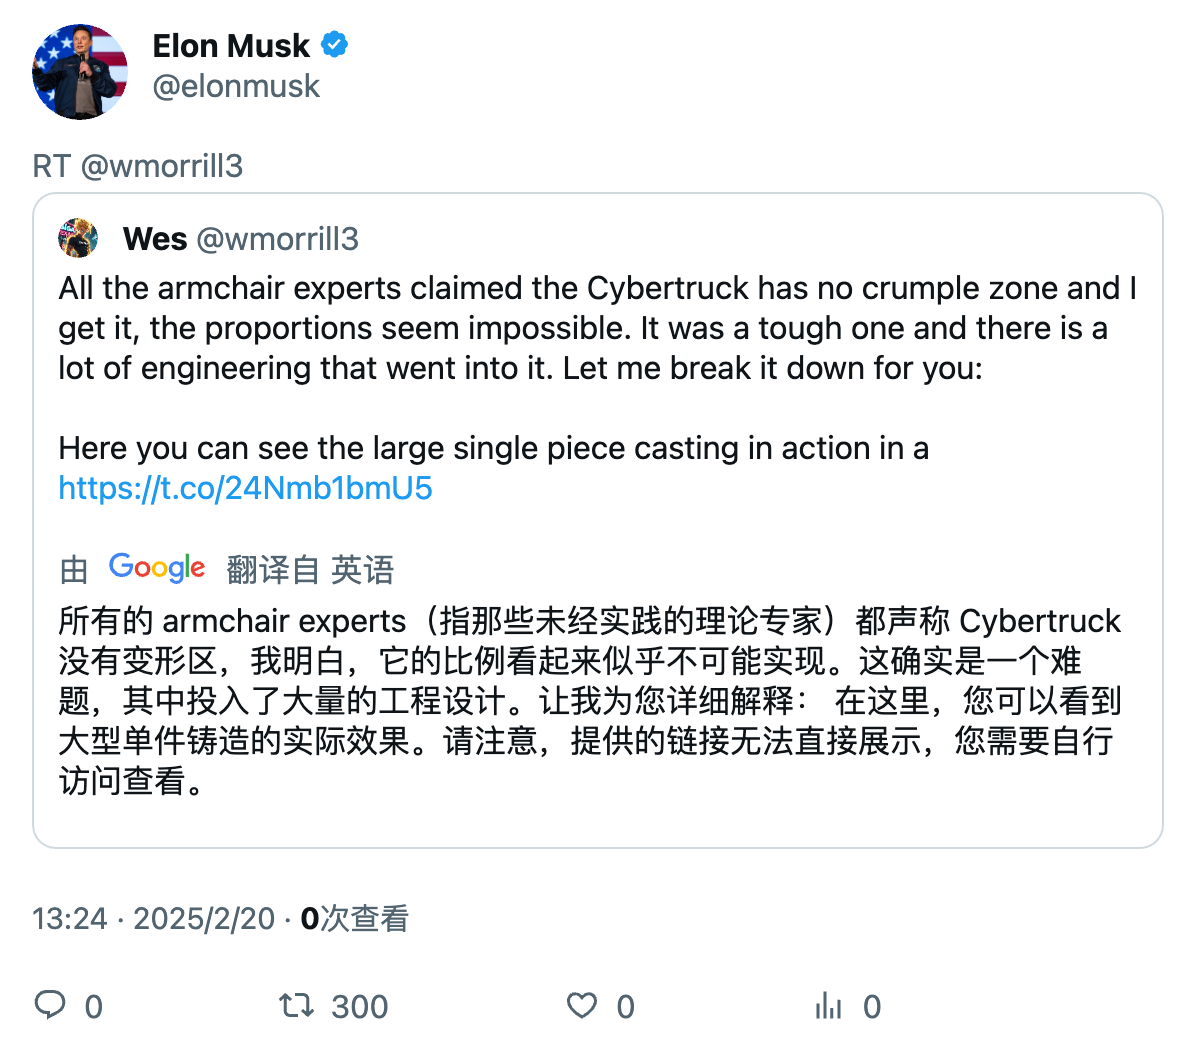 Elon Musk
@elonmusk
RT @wmorrill3
Wes @wmorrill3
All the armchair experts claimed the Cybertruck has no crumple zone and I
get it, the proportions seem impossible. It was a tough one and there is a
lot of engineering that went into it. Let me break it down for you:
Here you can see the large single piece casting in action in a
https://t.co/24Nmb1bmU5
由 Google 翻译自 英语
所有的 armchair experts（指那些未经实践的理论专家）都声称 Cybertruck
没有变形区，我明白，它的比例看起来似乎不可能实现。这确实是一个难
题，其中投入了大量的工程设计。让我为您详细解释： 在这里，您可以看到
大型单件铸造的实际效果。请注意，提供的链接无法直接展示，您需要自行
访问查看。
13:24 · 2025/2/20 · 0次查看
0 300 0 0